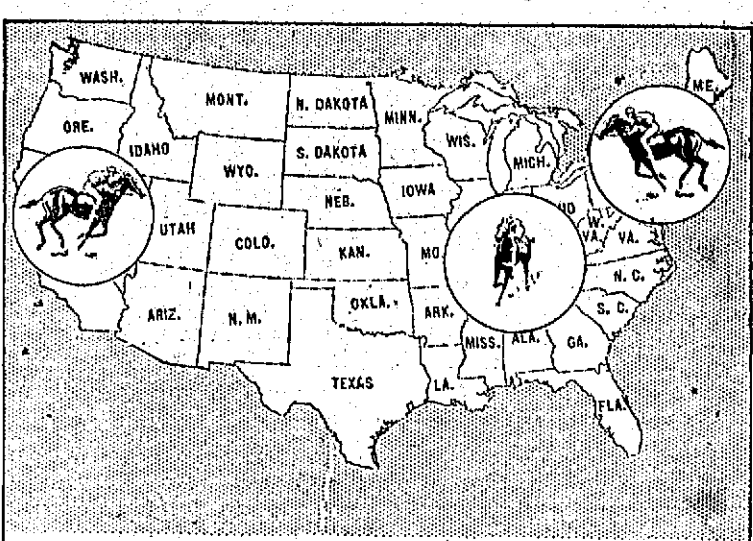 WASH.
ME.
MONT.
N. DAKOTA
MINN.
ORE.
WIS.
IDAHO
S. DAKOTA
MICH.
WYO.
IOWA
NEB.
UTAH
W.
VA.
VA.
COLO.
KAN.
MO
N. C.
OKLA.
ARK.
S. C.
ARIZ.
N. M.
MISS.
ALA.
GA.
TEXAS
LA.
FLA.